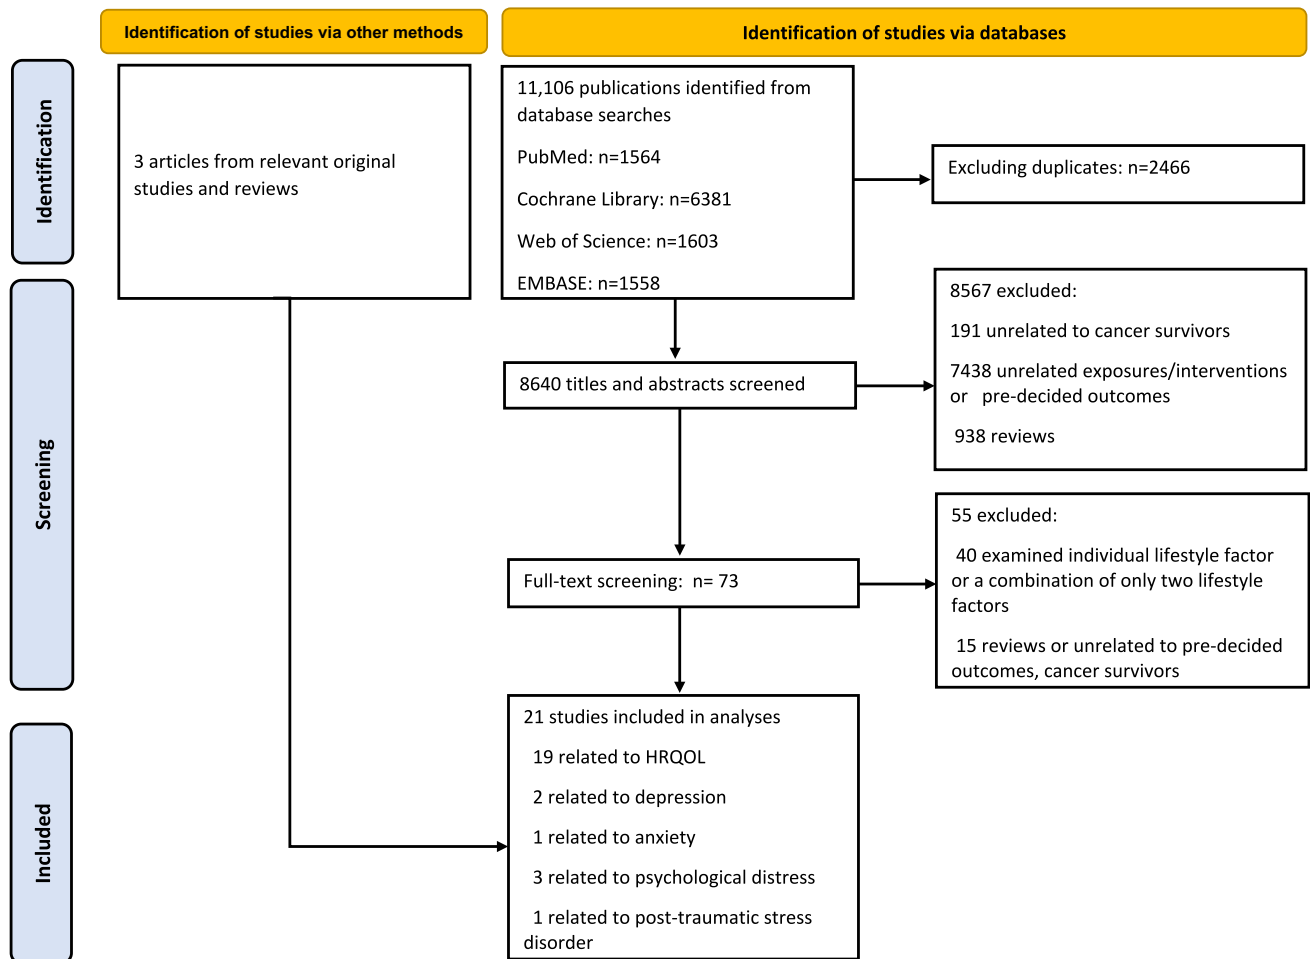 Identification of studies via other methods
Identification of studies via databases
Identification
3 articles from relevant original
studies and reviews
11,106 publications identified from
database searches
PubMed: n=1564
Cochrane Library: n=6381
Web of Science: n=1603
EMBASE: n=1558
Excluding duplicates: n=2466
Screening
8640 titles and abstracts screened
8567 excluded:
191 unrelated to cancer survivors
7438 unrelated exposures/interventions
or pre-decided outcomes
938 reviews
Full-text screening: n= 73
55 excluded:
40 examined individual lifestyle factor
or a combination of only two lifestyle
factors
15 reviews or unrelated to pre-decided
outcomes, cancer survivors
Included
21 studies included in analyses
19 related to HRQOL
2 related to depression
1 related to anxiety
3 related to psychological distress
1 related to post-traumatic stress
disorder